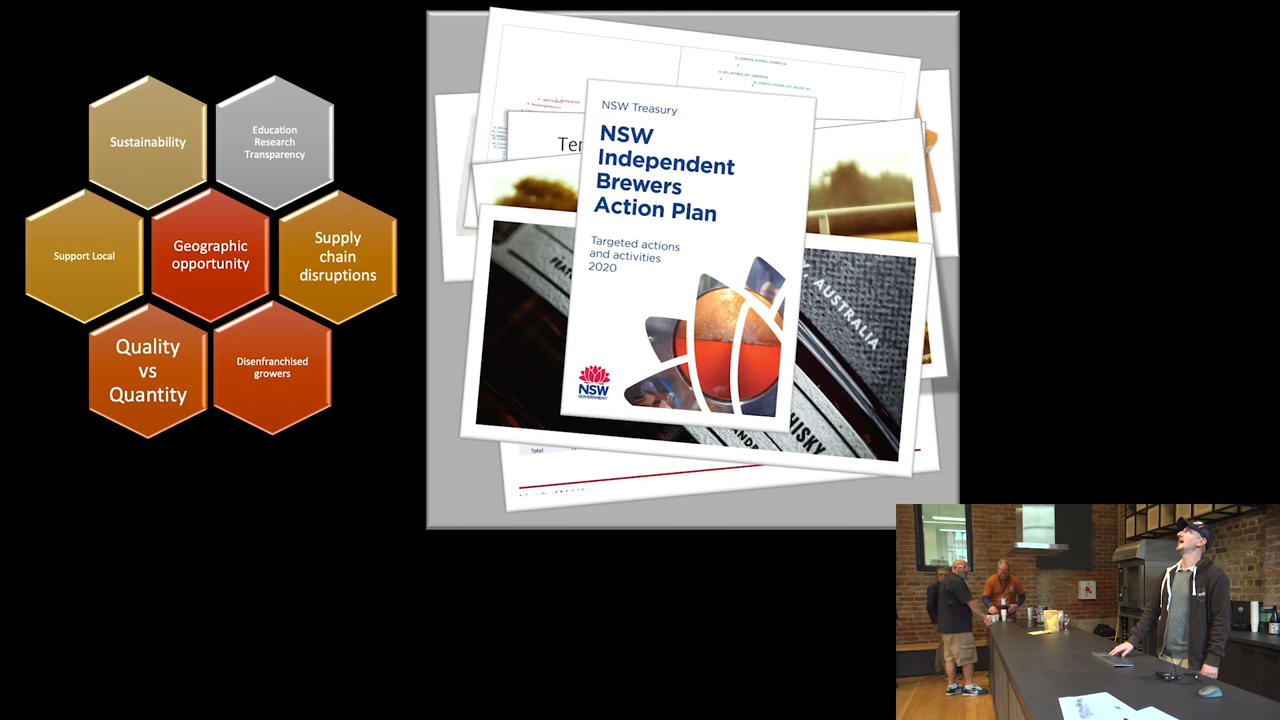 Sustainability
Education
Research
Transparency
Support Local
Geographic
opportunity
Supply
chain
disruptions
Quality
vs
Quantity
Disenfranchised
growers
NSW Treasury
NSW
Independent
Brewers
Action Plan
Targeted actions
and activities
2020
NSW
GOVERNMENT
AUSTRALIA
WHISKY
Total